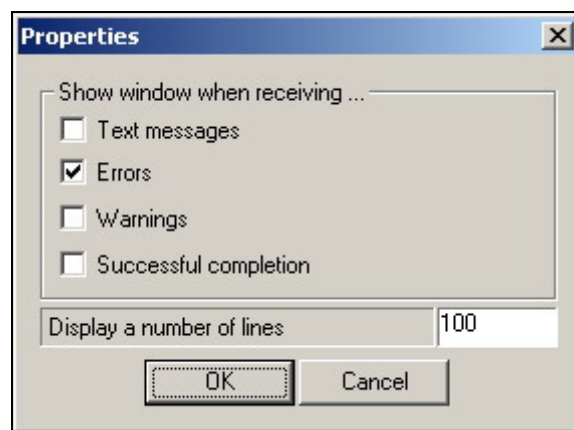 Properties
Show window when receiving ...
Text messages
Errors
Warnings
Successful completion
Display a number of lines 100
OK Cancel